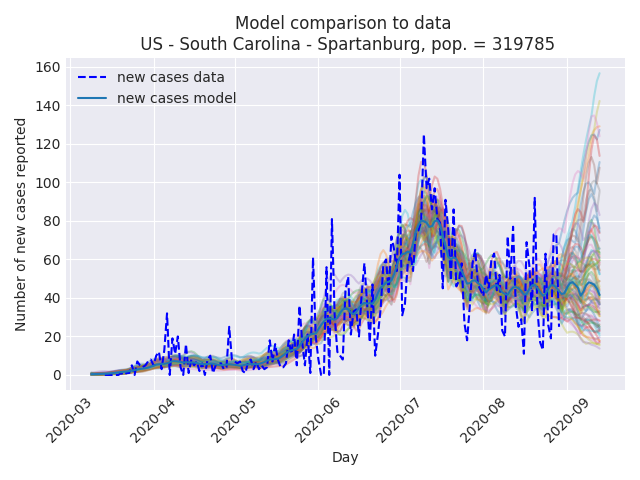 Model comparison to data
US - South Carolina - Spartanburg, pop. = 319785
new cases data
new cases model
Number of new cases reported
160
140
120
100
80
60
40
20
0
2020-03
2020-04
2020-05
2020-06
2020-07
2020-08
2020-09
Day